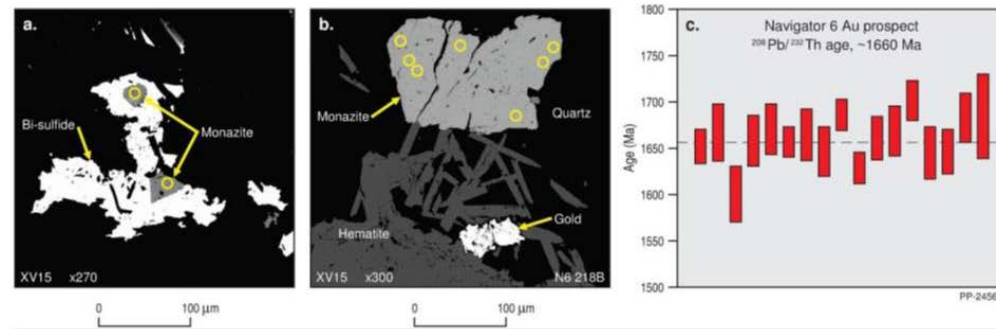 a.
Bi-sulfide
Monazite
XV15 x270
0 100 μm
b.
Monazite
Quartz
Gold
Hematite
XV15 x300 N6 218B
0 100 μm
c.
Navigator 6 Au prospect
²⁰⁸Pb/²³²Th age, ~1660 Ma
Age (Ma)
1800
1750
1700
1650
1600
1550
1500
PP-2456